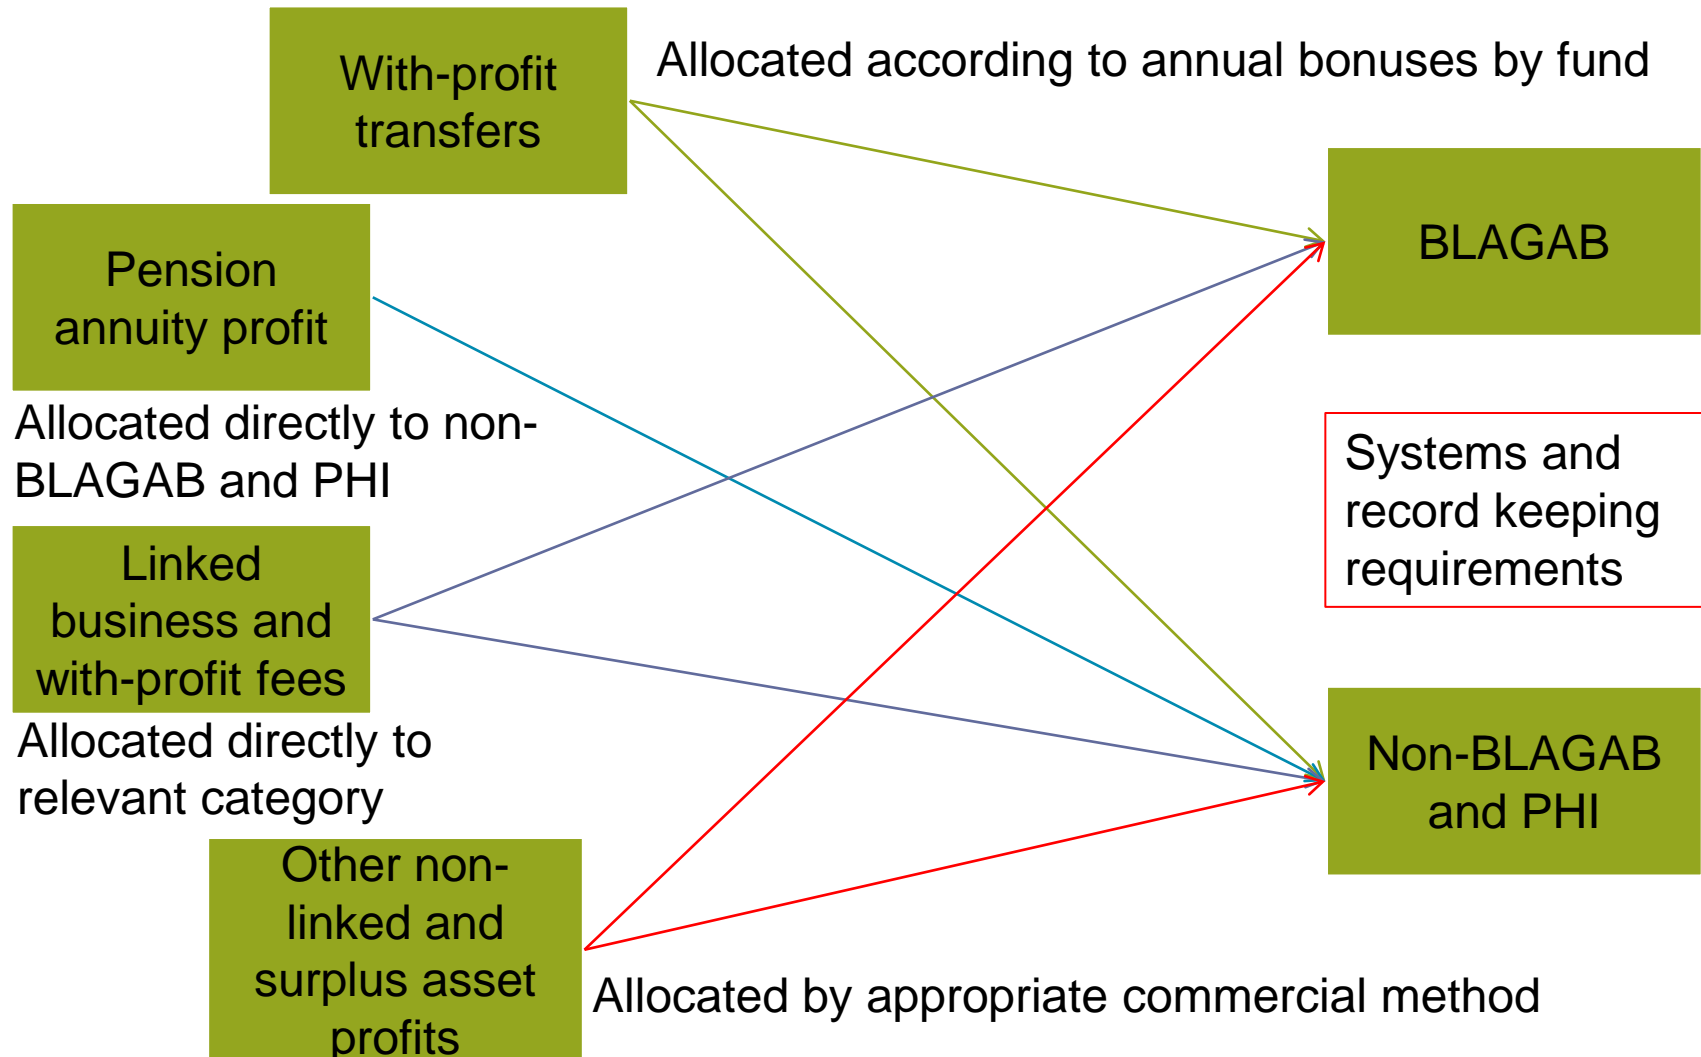 With-profit
transfers
Allocated according to annual bonuses by fund
BLAGAB
Pension
annuity profit
Allocated directly to non-
BLAGAB and PHI
Systems and
record keeping
requirements
Linked
business and
with-profit fees
Allocated directly to
relevant category
Non-BLAGAB
and PHI
Other non-
linked and
surplus asset
profits
Allocated by appropriate commercial method